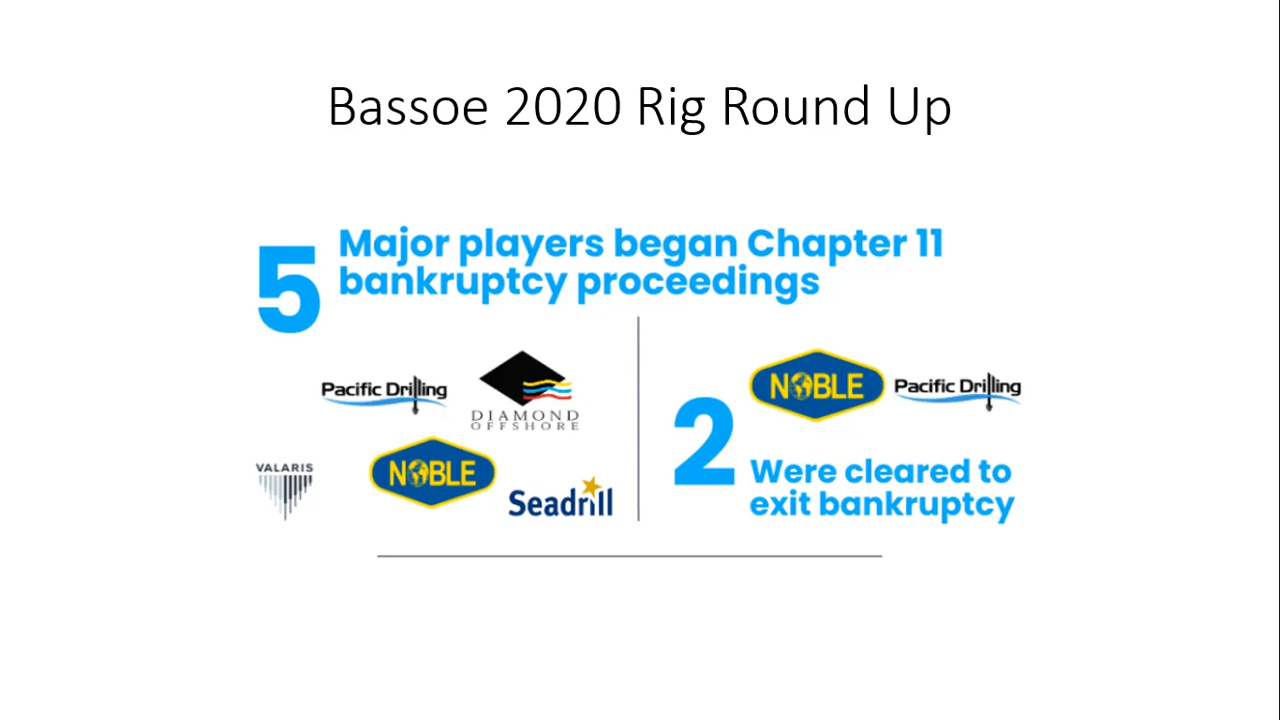 Bassoe 2020 Rig Round Up
5
Major players began Chapter 11
bankruptcy proceedings
Pacific Drilling
DIAMOND
OFFSHORE
VALARIS
NOBLE
Seadrill
2
NOBLE
Pacific Drilling
Were cleared to
exit bankruptcy